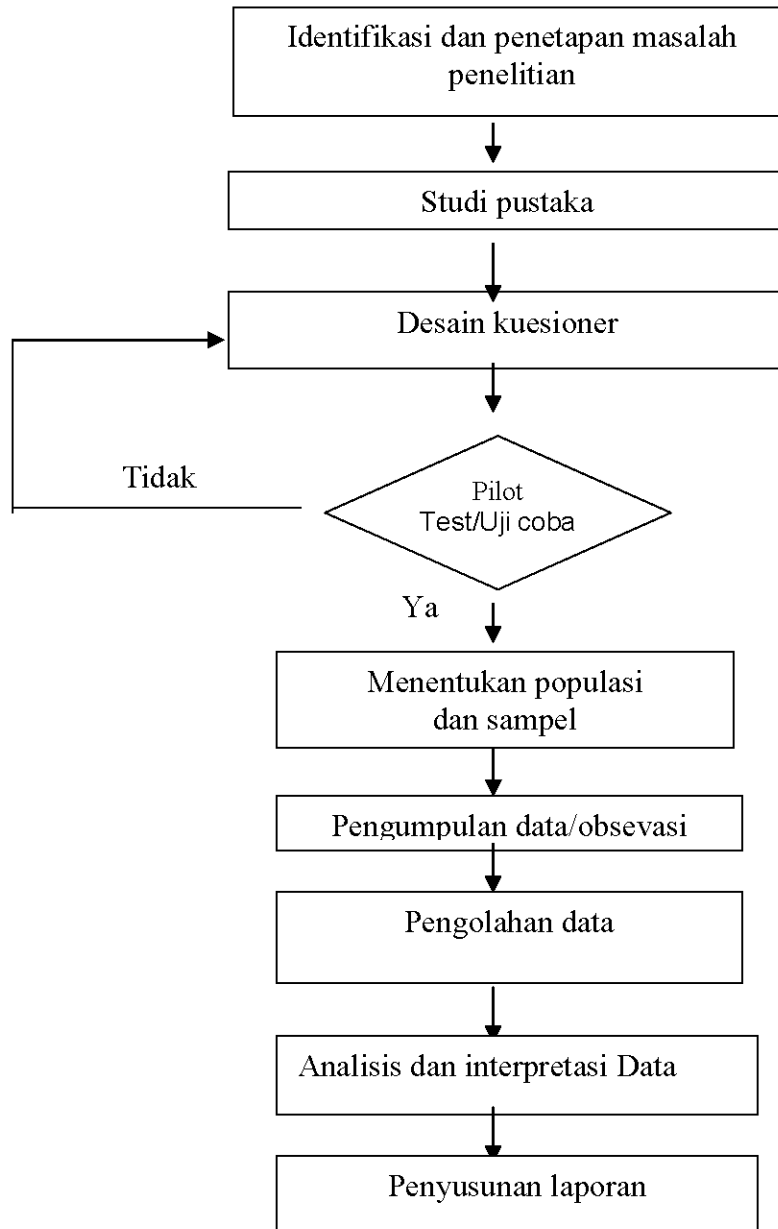 Identifikasi dan penetapan masalah
penelitian
Studi pustaka
Desain kuesioner
Tidak
Pilot
Test/Uji coba
Ya
Menentukan populasi
dan sampel
Pengumpulan data/obsevasi
Pengolahan data
Analisis dan interpretasi Data
Penyusunan laporan